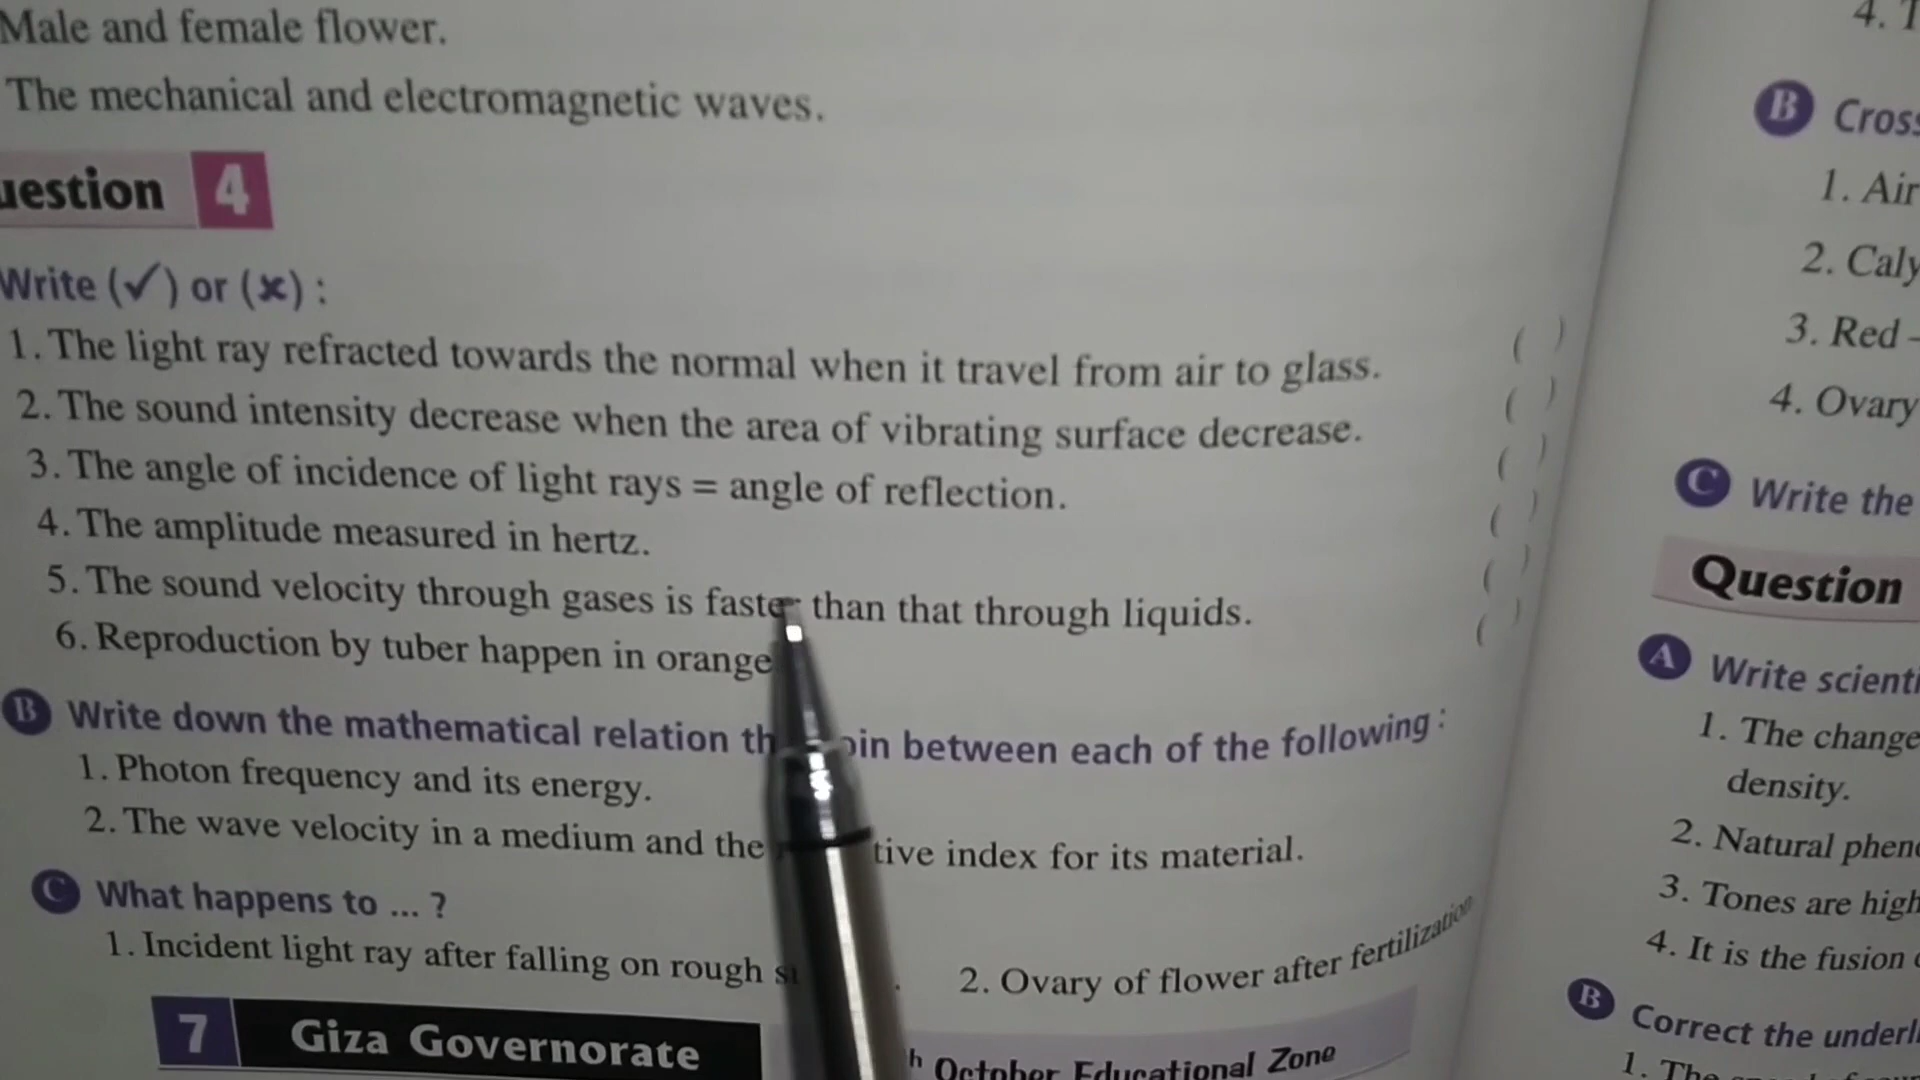 Male and female flower.
The mechanical and electromagnetic waves.
uestion 4
Write (✓) or (×) :
1. The light ray refracted towards the normal when it travel from air to glass. ( )
2. The sound intensity decrease when the area of vibrating surface decrease. ( )
3. The angle of incidence of light rays = angle of reflection. ( )
4. The amplitude measured in hertz. ( )
5. The sound velocity through gases is faster than that through liquids. ( )
6. Reproduction by tuber happen in orange ( )
B Write down the mathematical relation th oin between each of the following :
1. Photon frequency and its energy.
2. The wave velocity in a medium and the tive index for its material.
C What happens to ... ?
1. Incident light ray after falling on rough 2. Ovary of flower after fertilization
7 Giza Governorate
h October Educational Zone
4. T
B Cross
1. Air
2. Caly
3. Red -
4. Ovary
C Write the
Question
A Write scienti
1. The change
density.
2. Natural phen
3. Tones are high
4. It is the fusion
B Correct the underl
1. The